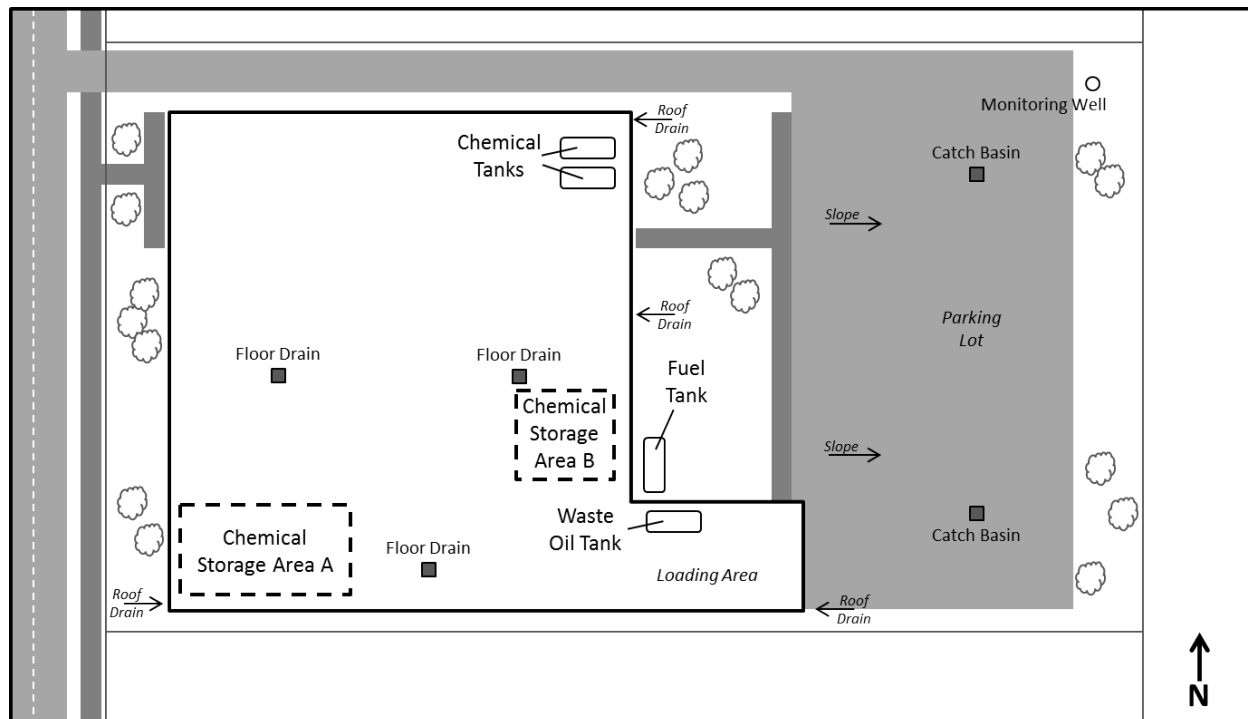 Monitoring Well
Roof
Drain
Chemical
Tanks
Catch Basin
Slope
Roof
Drain
Parking
Lot
Floor Drain
Floor Drain
Fuel
Tank
Chemical
Storage
Area B
Slope
Waste
Oil Tank
Chemical
Storage Area A
Floor Drain
Catch Basin
Loading Area
Roof
Drain
Roof
Drain
N